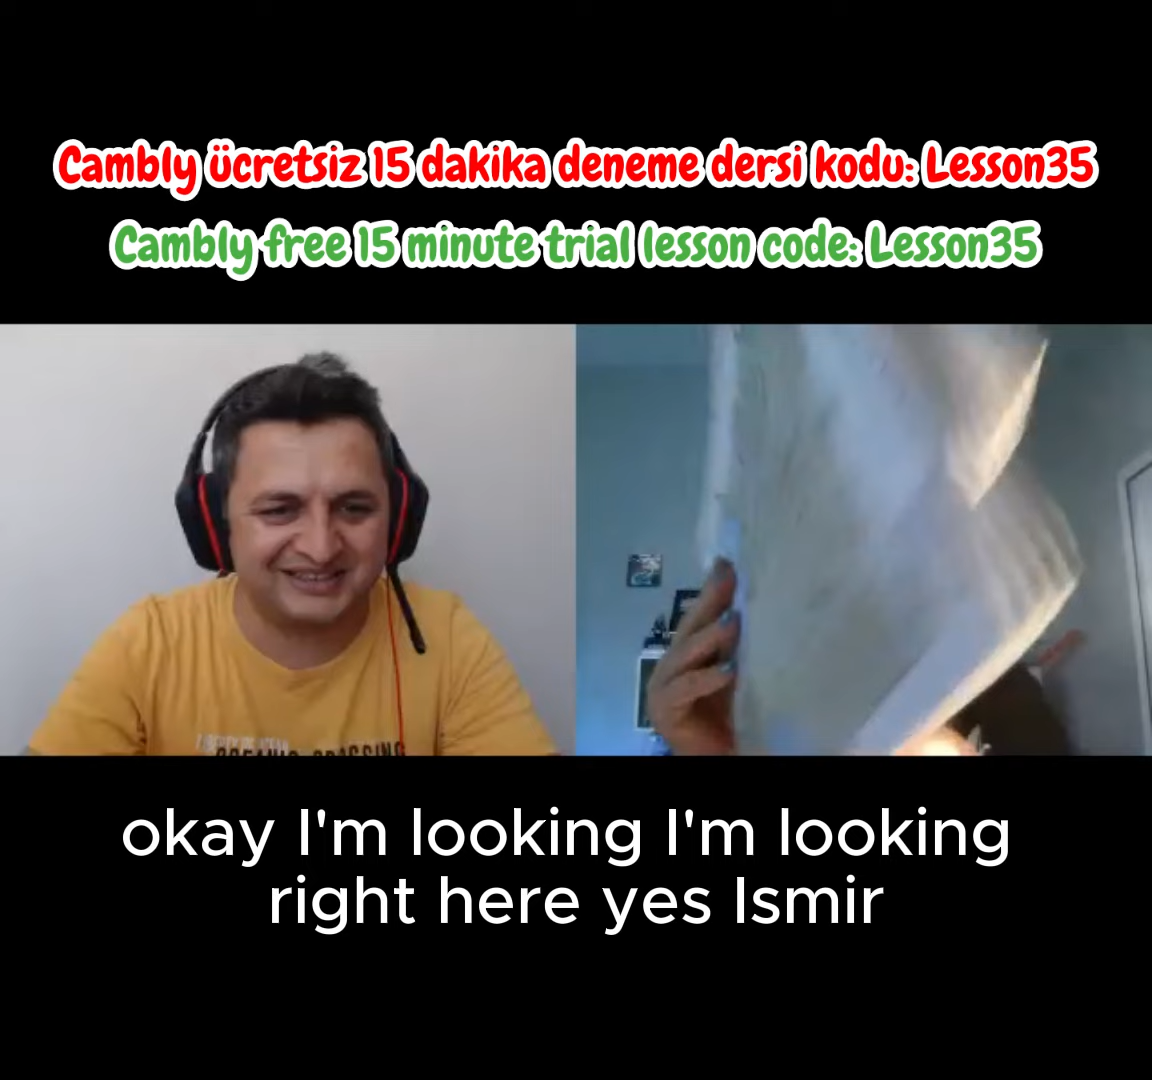 Cambly ücretsiz 15 dakika deneme dersi kodu: Lesson35
Cambly free 15 minute trial lesson code: Lesson35
okay I'm looking I'm looking
right here yes Ismir